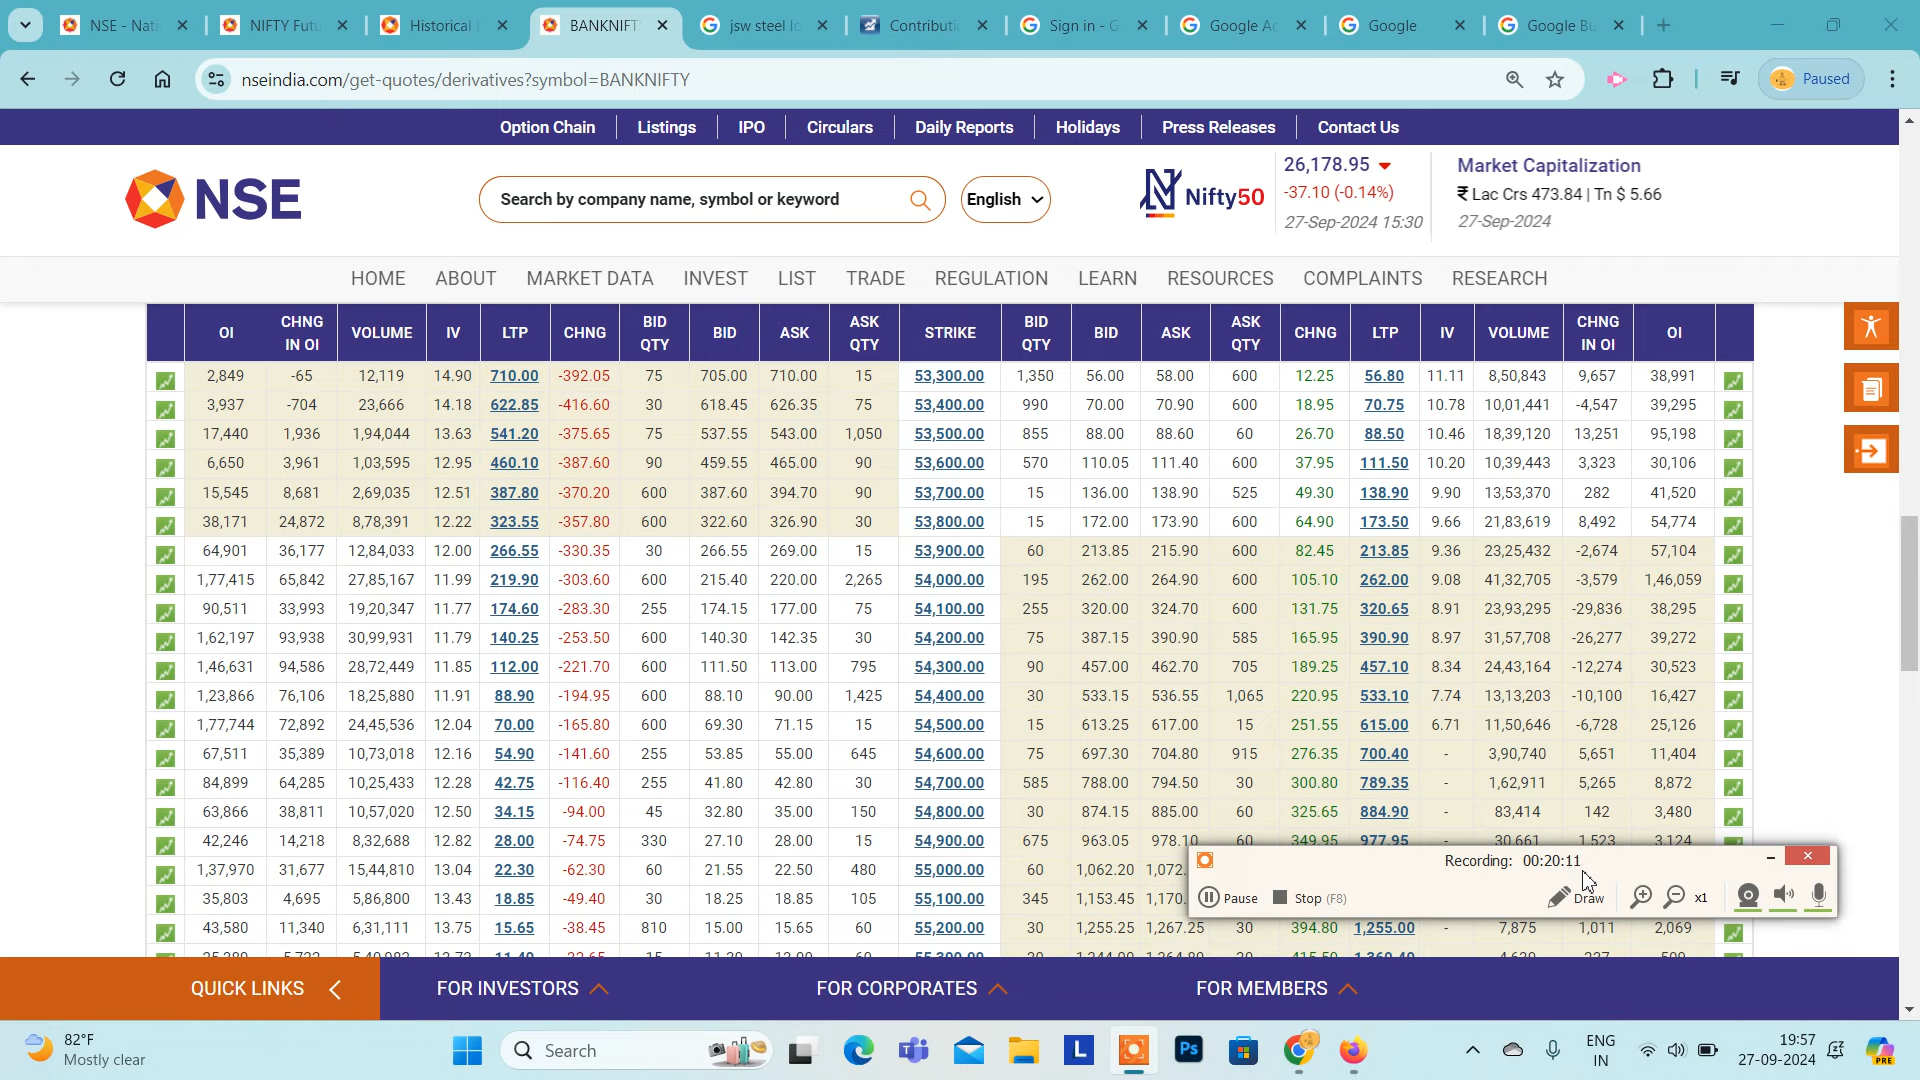 NSE - Nati
NIFTY Futu
Historical
BANKNIFT
jsw steel lo
Contributi
Sign in - G
Google Ac
Google
Google Bu
nseindia.com/get-quotes/derivatives?symbol=BANKNIFTY
Paused
Option Chain Listings IPO Circulars Daily Reports Holidays Press Releases Contact Us
NSE
Search by company name, symbol or keyword
English
Nifty50
26,178.95
-37.10 (-0.14%)
27-Sep-2024 15:30
Market Capitalization
₹ Lac Crs 473.84 | Tn $ 5.66
27-Sep-2024
HOME ABOUT MARKET DATA INVEST LIST TRADE REGULATION LEARN RESOURCES COMPLAINTS RESEARCH
OI CHNG IN OI VOLUME IV LTP CHNG BID QTY BID ASK ASK QTY STRIKE BID QTY BID ASK ASK QTY CHNG LTP IV VOLUME CHNG IN OI OI
2,849 -65 12,119 14.90 710.00 -392.05 75 705.00 710.00 15 53,300.00 1,350 56.00 58.00 600 12.25 56.80 11.11 8,50,843 9,657 38,991
3,937 -704 23,666 14.18 622.85 -416.60 30 618.45 626.35 75 53,400.00 990 70.00 70.90 600 18.95 70.75 10.78 10,01,441 -4,547 39,295
17,440 1,936 1,94,044 13.63 541.20 -375.65 75 537.55 543.00 1,050 53,500.00 855 88.00 88.60 60 26.70 88.50 10.46 18,39,120 13,251 95,198
6,650 3,961 1,03,595 12.95 460.10 -387.60 90 459.55 465.00 90 53,600.00 570 110.05 111.40 600 37.95 111.50 10.20 10,39,443 3,323 30,106
15,545 8,681 2,69,035 12.51 387.80 -370.20 600 387.60 394.70 90 53,700.00 15 136.00 138.90 525 49.30 138.90 9.90 13,53,370 282 41,520
38,171 24,872 8,78,391 12.22 323.55 -357.80 600 322.60 326.90 30 53,800.00 15 172.00 173.90 600 64.90 173.50 9.66 21,83,619 8,492 54,774
64,901 36,177 12,84,033 12.00 266.55 -330.35 30 266.55 269.00 15 53,900.00 60 213.85 215.90 600 82.45 213.85 9.36 23,25,432 -2,674 57,104
1,77,415 65,842 27,85,167 11.99 219.90 -303.60 600 215.40 220.00 2,265 54,000.00 195 262.00 264.90 600 105.10 262.00 9.08 41,32,705 -3,579 1,46,059
90,511 33,993 19,20,347 11.77 174.60 -283.30 255 174.15 177.00 75 54,100.00 255 320.00 324.70 600 131.75 320.65 8.91 23,93,295 -29,836 38,295
1,62,197 93,938 30,99,931 11.79 140.25 -253.50 600 140.30 142.35 30 54,200.00 75 387.15 390.90 585 165.95 390.90 8.97 31,57,708 -26,277 39,272
1,46,631 94,586 28,72,449 11.85 112.00 -221.70 600 111.50 113.00 795 54,300.00 90 457.00 462.70 705 189.25 457.10 8.34 24,43,164 -12,274 30,523
1,23,866 76,106 18,25,880 11.91 88.90 -194.95 600 88.10 90.00 1,425 54,400.00 30 533.15 536.55 1,065 220.95 533.10 7.74 13,13,203 -10,100 16,427
1,77,744 72,892 24,45,536 12.04 70.00 -165.80 600 69.30 71.15 15 54,500.00 15 613.25 617.00 15 251.55 615.00 6.71 11,50,646 -6,728 25,126
67,511 35,389 10,73,018 12.16 54.90 -141.60 255 53.85 55.00 645 54,600.00 75 697.30 704.80 915 276.35 700.40 - 3,90,740 5,651 11,404
84,899 64,285 10,25,433 12.28 42.75 -116.40 255 41.80 42.80 30 54,700.00 585 788.00 794.50 30 300.80 789.35 - 1,62,911 5,265 8,872
63,866 38,811 10,57,020 12.50 34.15 -94.00 45 32.80 35.00 150 54,800.00 30 874.15 885.00 60 325.65 884.90 - 83,414 142 3,480
42,246 14,218 8,32,688 12.82 28.00 -74.75 330 27.10 28.00 15 54,900.00 675 963.05 978.10 60 349.95 977.95 - 30,661 1,523 3,124
1,37,970 31,677 15,44,810 13.04 22.30 -62.30 60 21.55 22.50 480 55,000.00 60 1,062.20 1,072.
35,803 4,695 5,86,800 13.43 18.85 -49.40 30 18.25 18.85 105 55,100.00 345 1,153.45 1,170.
43,580 11,340 6,31,111 13.75 15.65 -38.45 810 15.00 15.65 60 55,200.00 30 1,255.25 1,267.25 30 394.80 1,255.00 - 7,875 1,011 2,069
Recording: 00:20:11
Pause Stop (F8) Draw x1
QUICK LINKS FOR INVESTORS FOR CORPORATES FOR MEMBERS
82°F
Mostly clear
Search
ENG
IN
19:57
27-09-2024